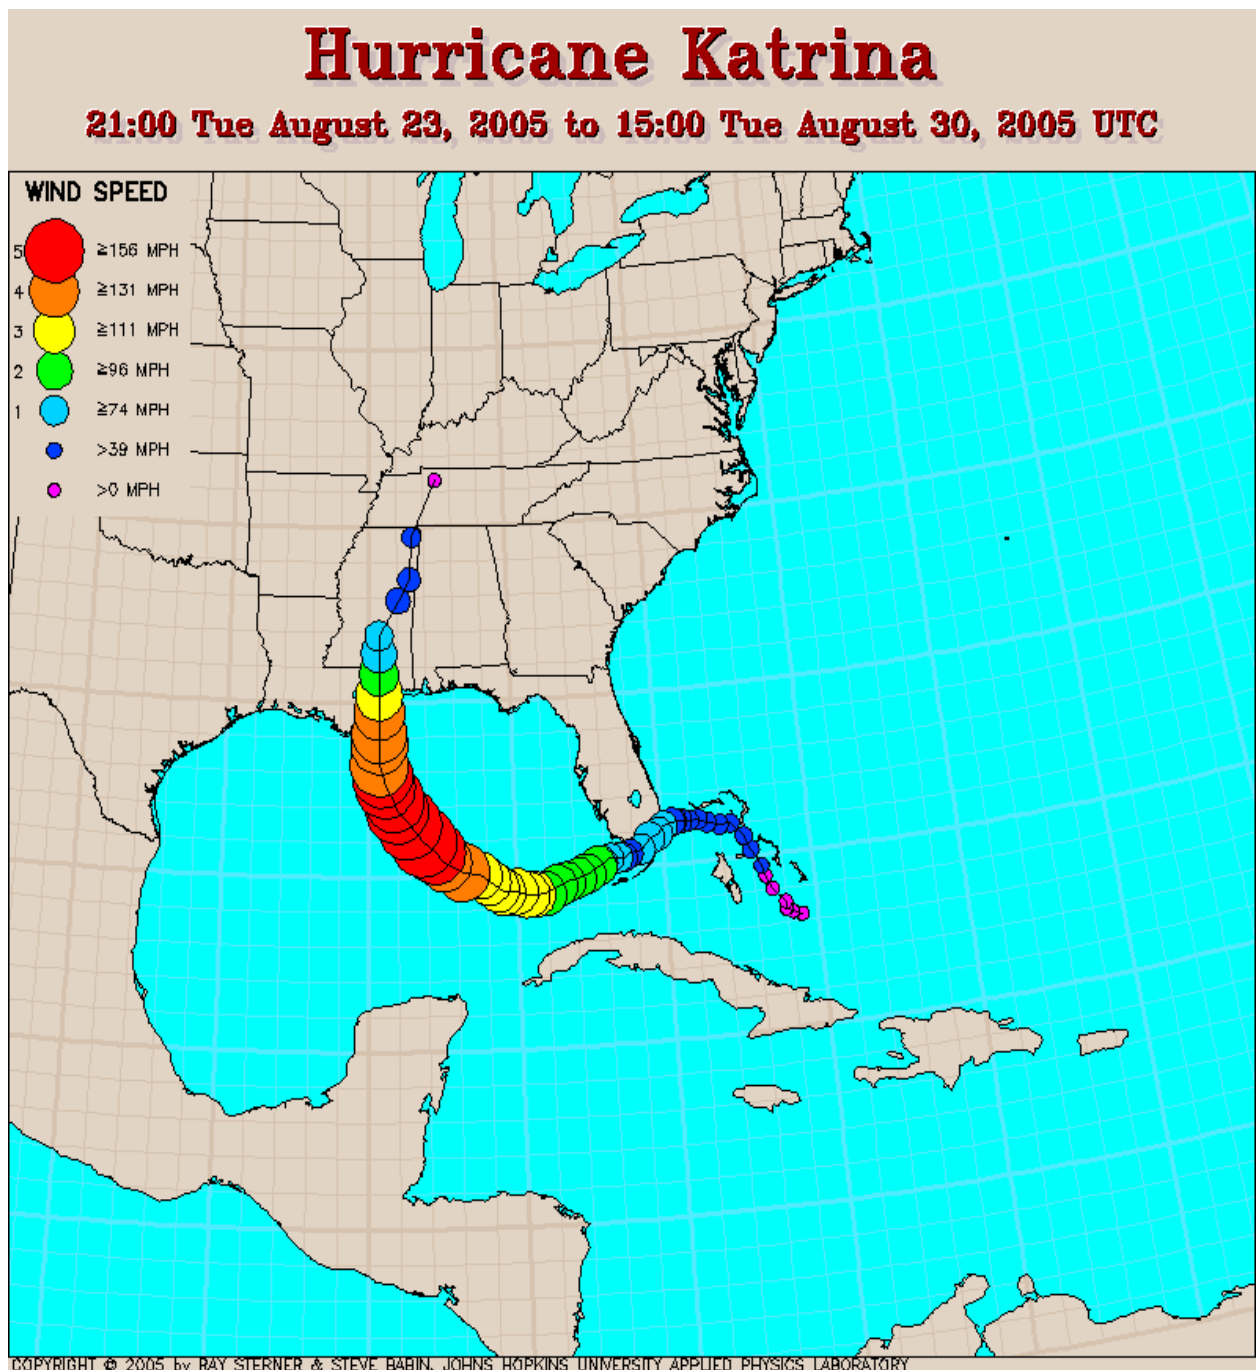 Hurricane Katrina
21:00 Tue August 23, 2005 to 15:00 Tue August 30, 2005 UTC
WIND SPEED
5 ≧156 MPH
4 ≧131 MPH
3 ≧111 MPH
2 ≧96 MPH
1 ≧74 MPH
>39 MPH
>0 MPH
COPYRIGHT © 2005 by RAY STERNER & STEVE BABIN, JOHNS HOPKINS UNIVERSITY APPLIED PHYSICS LABORATORY